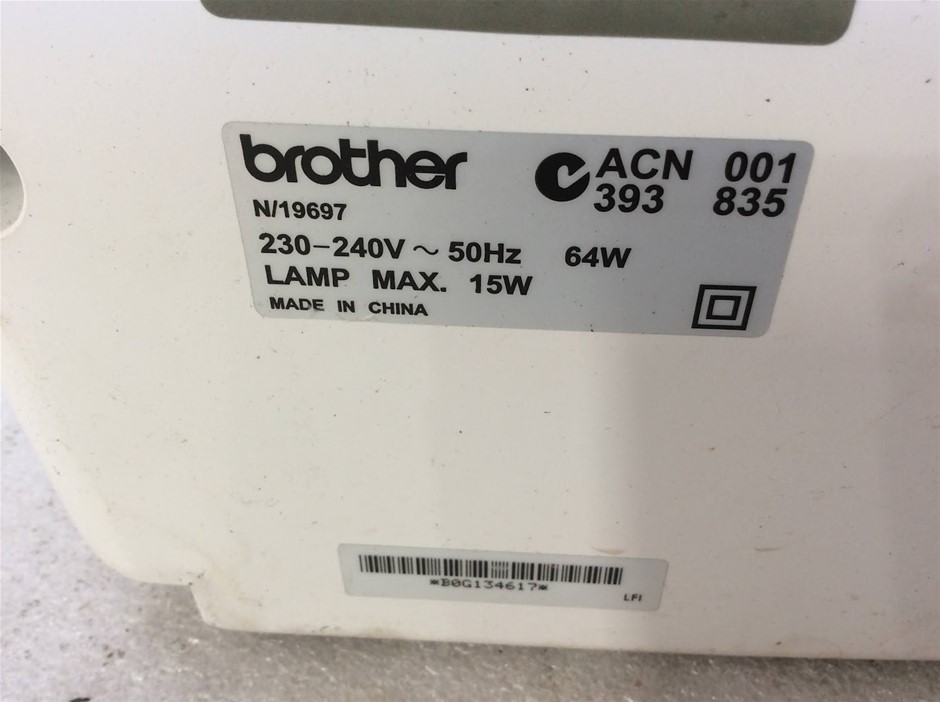 brother
ACN 001
393 835
N/19697
230-240V ~ 50Hz 64W
LAMP MAX. 15W
MADE IN CHINA
*B0G134617*
LFI